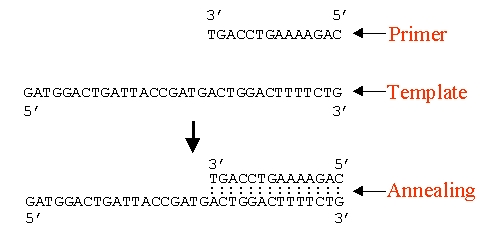 3’ 5’
TGACCTGAAAAGAC Primer
GATGGACTGATTACCGATGACTGGACTTTTCTG Template
5’ 3’
3’ 5’
TGACCTGAAAAGAC
Annealing
GATGGACTGATTACCGATGACTGGACTTTTCTG
5’ 3’